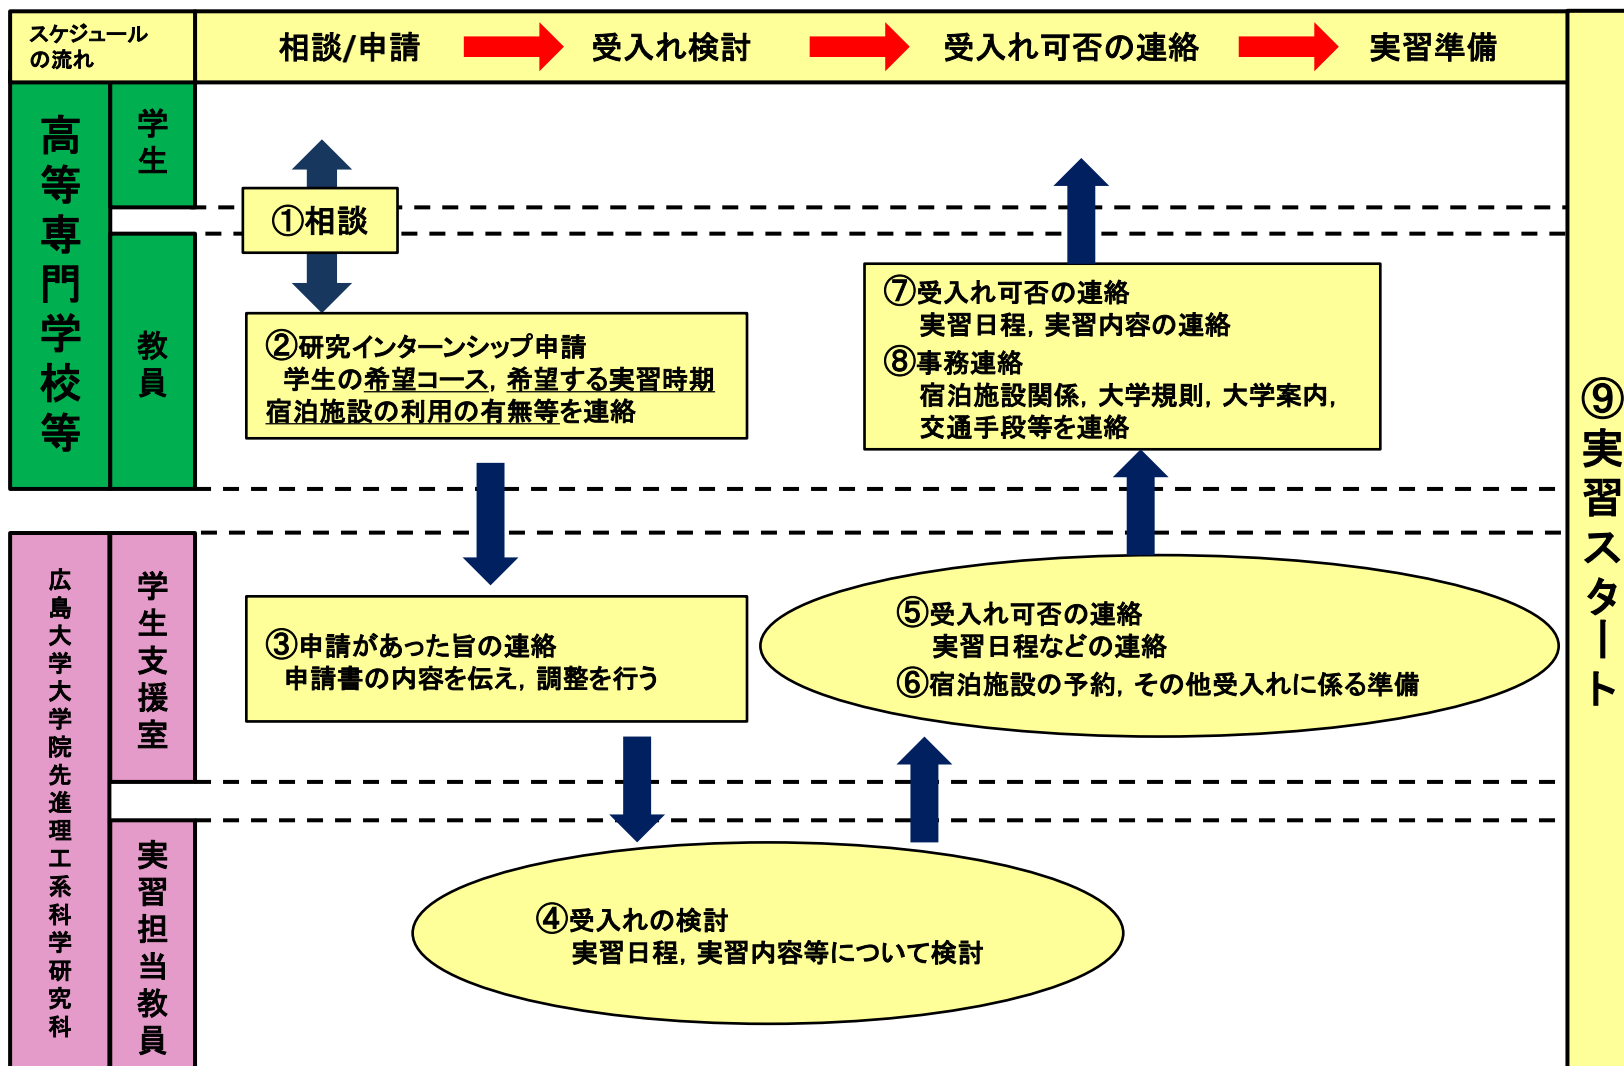 スケジュール
の流れ
相談/申請
受入れ検討
受入れ可否の連絡
実習準備
高等専門学校等
学生
教員
①相談
②研究インターンシップ申請
学生の希望コース，希望する実習時期
宿泊施設の利用の有無等を連絡
⑦受入れ可否の連絡
実習日程，実習内容の連絡
⑧事務連絡
宿泊施設関係，大学規則，大学案内，
交通手段等を連絡
広島大学大学院先進理工系科学研究科
学生支援室
実習担当教員
③申請があった旨の連絡
申請書の内容を伝え，調整を行う
⑤受入れ可否の連絡
実習日程などの連絡
⑥宿泊施設の予約，その他受入れに係る準備
④受入れの検討
実習日程，実習内容等について検討
⑨実習スタート